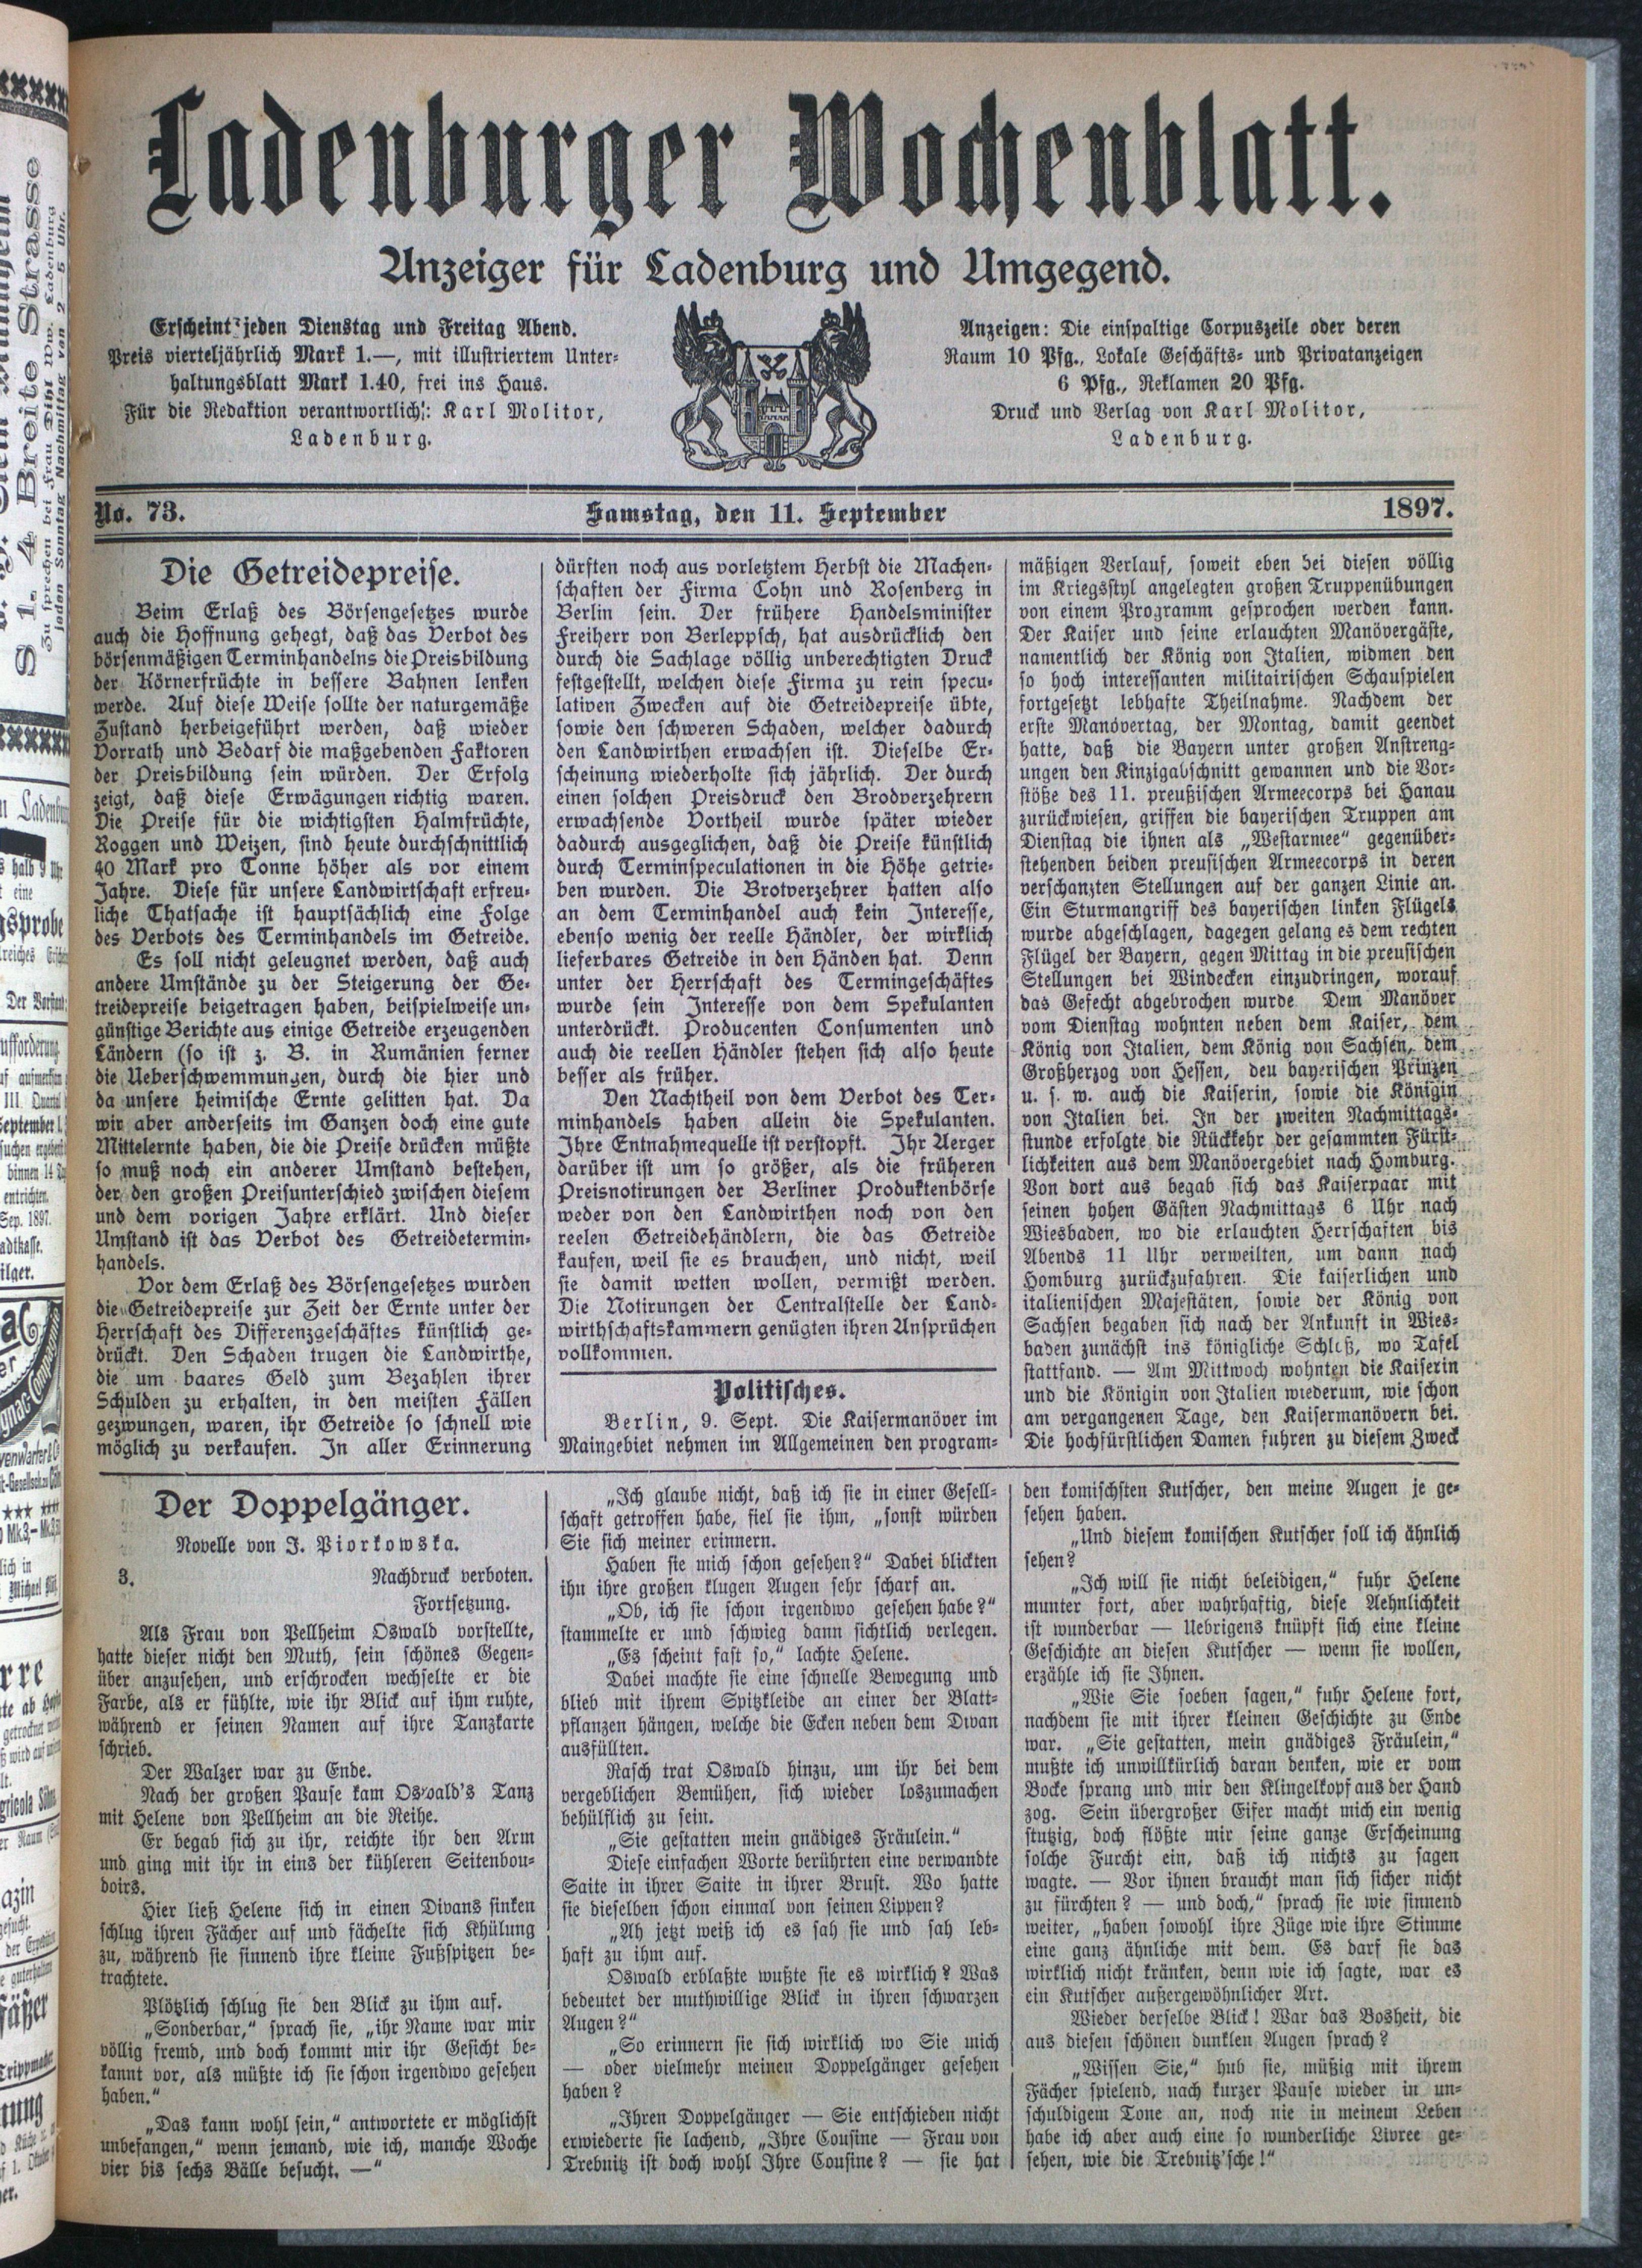 Ladenburger Wochenblatt.
Anzeiger für Ladenburg und Umgegend.
Erscheint jeden Dienstag und Freitag Abend.
Preis vierteljährlich Mark 1.—, mit illustriertem Unter-
haltungsblatt Mark 1.40, frei ins Haus.
Für die Redaktion verantwortlich: Karl Molitor,
Ladenburg.
Anzeigen: Die einspaltige Corpuszeile oder deren
Raum 10 Pfg., Lokale Geschäfts- und Privatanzeigen
6 Pfg., Reklamen 20 Pfg.
Druck und Verlag von Karl Molitor,
Ladenburg.
No. 73.
Samstag, den 11. September
1897.
Die Getreidepreise.
Beim Erlaß des Börsengesetzes wurde
auch die Hoffnung gehegt, daß das Verbot des
börsenmäßigen Terminhandelns die Preisbildung
der Körnerfrüchte in bessere Bahnen lenken
werde. Auf diese Weise sollte der naturgemäße
Zustand herbeigeführt werden, daß wieder
Vorrath und Bedarf die maßgebenden Faktoren
der Preisbildung sein würden. Der Erfolg
zeigt, daß diese Erwägungen richtig waren.
Die Preise für die wichtigsten Halmfrüchte,
Roggen und Weizen, sind heute durchschnittlich
40 Mark pro Tonne höher als vor einem
Jahre. Diese für unsere Landwirtschaft erfreu-
liche Thatsache ist hauptsächlich eine Folge
des Verbots des Terminhandels im Getreide.
Es soll nicht geleugnet werden, daß auch
andere Umstände zu der Steigerung der Ge-
treidepreise beigetragen haben, beispielweise un-
günstige Berichte aus einige Getreide erzeugenden
Ländern (so ist z. B. in Rumänien ferner
die Ueberschwemmungen, durch die hier und
da unsere heimische Ernte gelitten hat. Da
wir aber anderseits im Ganzen doch eine gute
Mittelernte haben, die die Preise drücken müßte
so muß noch ein anderer Umstand bestehen,
der den großen Preisunterschied zwischen diesem
und dem vorigen Jahre erklärt. Und dieser
Umstand ist das Verbot des Getreidetermin-
handels.
Vor dem Erlaß des Börsengesetzes wurden
die Getreidepreise zur Zeit der Ernte unter der
Herrschaft des Differenzgeschäftes künstlich ge-
drückt. Den Schaden trugen die Landwirthe,
die um baares Geld zum Bezahlen ihrer
Schulden zu erhalten, in den meisten Fällen
gezwungen, waren, ihr Getreide so schnell wie
möglich zu verkaufen. In aller Erinnerung
dürften noch aus vorletztem Herbst die Machen-
schaften der Firma Cohn und Rosenberg in
Berlin sein. Der frühere Handelsminister
Freiherr von Berleppsch, hat ausdrücklich den
durch die Sachlage völlig unberechtigten Druck
festgestellt, welchen diese Firma zu rein specu-
lativen Zwecken auf die Getreidepreise übte,
sowie den schweren Schaden, welcher dadurch
den Landwirthen erwachsen ist. Dieselbe Er-
scheinung wiederholte sich jährlich. Der durch
einen solchen Preisdruck den Brodverzehrern
erwachsende Vortheil wurde später wieder
dadurch ausgeglichen, daß die Preise künstlich
durch Terminspeculationen in die Höhe getrie-
ben wurden. Die Brotverzehrer hatten also
an dem Terminhandel auch kein Interesse,
ebenso wenig der reelle Händler, der wirklich
lieferbares Getreide in den Händen hat. Denn
unter der Herrschaft des Termingeschäftes
wurde sein Interesse von dem Spekulanten
unterdrückt. Producenten Consumenten und
auch die reellen Händler stehen sich also heute
besser als früher.
Den Nachtheil von dem Verbot des Ter-
minhandels haben allein die Spekulanten.
Ihre Entnahmequelle ist verstopft. Ihr Aerger
darüber ist um so größer, als die früheren
Preisnotirungen der Berliner Produktenbörse
weder von den Landwirthen noch von den
reelen Getreidehändlern, die das Getreide
kaufen, weil sie es brauchen, und nicht, weil
sie damit wetten wollen, vermißt werden.
Die Notirungen der Centralstelle der Land-
wirthschaftskammern genügten ihren Ansprüchen
vollkommen.
Politisches.
Berlin, 9. Sept. Die Kaisermanöver im
Maingebiet nehmen im Allgemeinen den program-
mäßigen Verlauf, soweit eben bei diesen völlig
im Kriegsstyl angelegten großen Truppenübungen
von einem Programm gesprochen werden kann.
Der Kaiser und seine erlauchten Manövergäste,
namentlich der König von Italien, widmen den
so hoch interessanten militairischen Schauspielen
fortgesetzt lebhafte Theilnahme. Nachdem der
erste Manövertag, der Montag, damit geendet
hatte, daß die Bayern unter großen Anstreng-
ungen den Kinzigabschnitt gewannen und die Vor-
stöße des 11. preußischen Armeecorps bei Hanau
zurückwiesen, griffen die bayerischen Truppen am
Dienstag die ihnen als „Westarmee“ gegenüber-
stehenden beiden preusischen Armeecorps in deren
verschanzten Stellungen auf der ganzen Linie an.
Ein Sturmangriff des bayerischen linken Flügels
wurde abgeschlagen, dagegen gelang es dem rechten
Flügel der Bayern, gegen Mittag in die preusischen
Stellungen bei Windecken einzudringen, worauf
das Gefecht abgebrochen wurde Dem Manöver
vom Dienstag wohnten neben dem Kaiser, dem
König von Italien, dem König von Sachsen, dem
Großherzog von Hessen, deu bayerischen Prinzen
u. s. w. auch die Kaiserin, sowie die Königin
von Italien bei. In der zweiten Nachmittags-
stunde erfolgte die Rückkehr der gesammten Fürst-
lichkeiten aus dem Manövergebiet nach Homburg.
Von dort aus begab sich das Kaiserpaar mit
seinen hohen Gästen Nachmittags 6 Uhr nach
Wiesbaden, wo die erlauchten Herrschaften bis
Abends 11 Uhr verweilten, um dann nach
Homburg zurückzufahren. Die kaiserlichen und
italienischen Majestäten, sowie der König von
Sachsen begaben sich nach der Ankunft in Wies-
baden zunächst ins königliche Schloß, wo Tafel
stattfand. — Am Mittwoch wohnten die Kaiserin
und die Königin von Italien wiederum, wie schon
am vergangenen Tage, den Kaisermanövern bei.
Die hochfürstlichen Damen fuhren zu diesem Zweck
Der Doppelgänger.
Novelle von J. Piorkowska.
3. Nachdruck verboten.
Fortsetzung.
Als Frau von Pellheim Oswald vorstellte,
hatte dieser nicht den Muth, sein schönes Gegen-
über anzusehen, und erschrocken wechselte er die
Farbe, als er fühlte, wie ihr Blick auf ihm ruhte,
während er seinen Namen auf ihre Tanzkarte
schrieb.
Der Walzer war zu Ende.
Nach der großen Pause kam Oswald's Tanz
mit Helene von Pellheim an die Reihe.
Er begab sich zu ihr, reichte ihr den Arm
und ging mit ihr in eins der kühleren Seitenbou-
doirs.
Hier ließ Helene sich in einen Divans sinken
schlug ihren Fächer auf und fächelte sich Khülung
zu, während sie sinnend ihre kleine Fußspitzen be-
trachtete.
Plötzlich schlug sie den Blick zu ihm auf.
„Sonderbar,“ sprach sie, „ihr Name war mir
völlig fremd, und doch kommt mir ihr Gesicht be-
kannt vor, als müßte ich sie schon irgendwo gesehen
haben.“
„Das kann wohl sein,“ antwortete er möglichst
unbefangen,“ wenn jemand, wie ich, manche Woche
vier bis sechs Bälle besucht. —“
„Ich glaube nicht, daß ich sie in einer Gesell-
schaft getroffen habe, fiel sie ihm, „sonst würden
Sie sich meiner erinnern.
Haben sie mich schon gesehen?“ Dabei blickten
ihn ihre großen klugen Augen sehr scharf an.
„Ob, ich sie schon irgendwo gesehen habe?“
stammelte er und schwieg dann sichtlich verlegen.
„Es scheint fast so,“ lachte Helene.
Dabei machte sie eine schnelle Bewegung und
blieb mit ihrem Spitzkleide an einer der Blatt-
pflanzen hängen, welche die Ecken neben dem Divan
ausfüllten.
Rasch trat Oswald hinzu, um ihr bei dem
vergeblichen Bemühen, sich wieder loszumachen
behülflich zu sein.
„Sie gestatten mein gnädiges Fräulein.“
Diese einfachen Worte berührten eine verwandte
Saite in ihrer Saite in ihrer Brust. Wo hatte
sie dieselben schon einmal von seinen Lippen?
„Ah jetzt weiß ich es sah sie und sah leb-
haft zu ihm auf.
Oswald erblaßte wußte sie es wirklich? Was
bedeutet der muthwillige Blick in ihren schwarzen
Augen?“
„So erinnern sie sich wirklich wo Sie mich
— oder vielmehr meinen Doppelgänger gesehen
haben?
„Ihren Doppelgänger — Sie entschieden nicht
erwiederte sie lachend, „Ihre Cousine — Frau von
Trebnitz ist doch wohl Ihre Cousine? — sie hat
den komischsten Kutscher, den meine Augen je ge-
sehen haben.
„Und diesem komischen Kutscher soll ich ähnlich
sehen?
„Ich will sie nicht beleidigen,“ fuhr Helene
munter fort, aber wahrhaftig, diese Aehnlichkeit
ist wunderbar — Uebrigens knüpft sich eine kleine
Geschichte an diesen Kutscher — wenn sie wollen,
erzähle ich sie Ihnen.
„Wie Sie soeben sagen,“ fuhr Helene fort,
nachdem sie mit ihrer kleinen Geschichte zu Ende
war. „Sie gestatten, mein gnädiges Fräulein,“
mußte ich unwillkürlich daran denken, wie er vom
Bocke sprang und mir den Klingelkopf aus der Hand
zog. Sein übergroßer Eifer macht mich ein wenig
stutzig, doch flößte mir seine ganze Erscheinung
solche Furcht ein, daß ich nichts zu sagen
wagte. — Vor ihnen braucht man sich sicher nicht
zu fürchten? — und doch,“ sprach sie wie sinnend
weiter, „haben sowohl ihre Züge wie ihre Stimme
eine ganz ähnliche mit dem. Es darf sie das
wirklich nicht kränken, denn wie ich sagte, war es
ein Kutscher außergewöhnlicher Art.
Wieder derselbe Blick! War das Bosheit, die
aus diesen schönen dunklen Augen sprach?
„Wissen Sie,“ hub sie, müßig mit ihrem
Fächer spielend, nach kurzer Pause wieder in un-
schuldigem Tone an, noch nie in meinem Leben
habe ich aber auch eine so wunderliche Livree ge-
sehen, wie die Trebnitz'sche!“
S 1, 4 Breite Strasse
Zu sprechen bei Frau Dihl Ww. Ladenburg
jeden Sonntag Nachmittag von 2—5 Uhr.